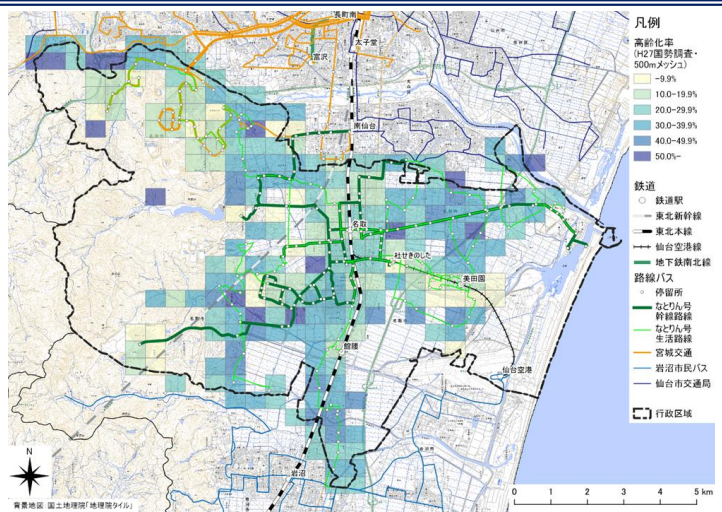 長町南
太子堂
富沢
南仙台
名取
杜せきのした
美田園
館腰
仙台空港
岩沼
N
背景地図:国土地理院「地理院タイル」
0 1 2 3 4 5 km
凡例
高齢化率
(H27国勢調査・
500mメッシュ)
-9.9%
10.0-19.9%
20.0-29.9%
30.0-39.9%
40.0-49.9%
50.0%-
鉄道
鉄道駅
東北新幹線
東北本線
仙台空港線
地下鉄南北線
路線バス
停留所
なとりん号
幹線路線
なとりん号
生活路線
宮城交通
岩沼市民バス
仙台市交通局
行政区域